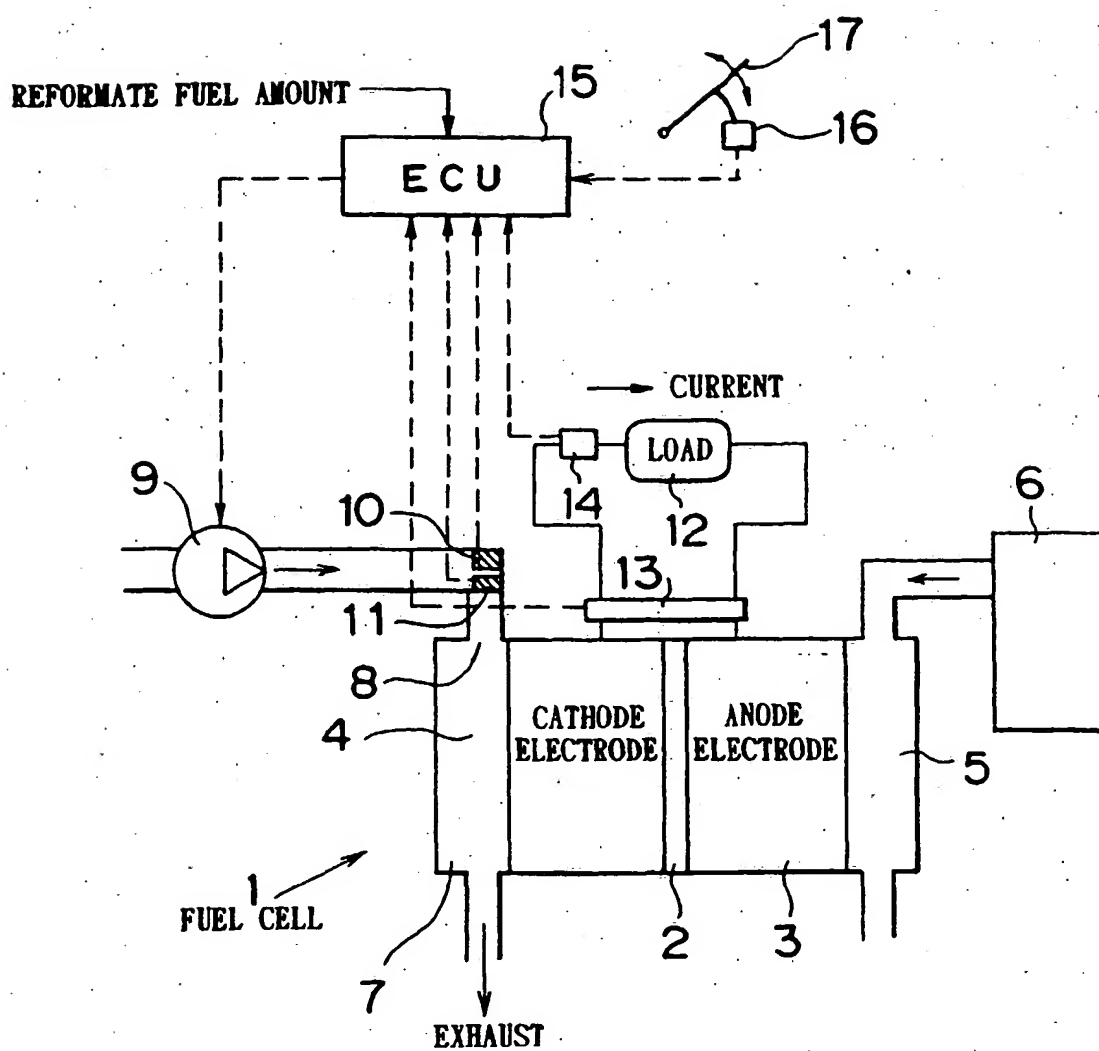 17
REFORMATE FUEL AMOUNT
15
16
ECU
CURRENT
9
10
14
LOAD
12
6
13
11
8
4
CATHODE
ELECTRODE
ANODE
ELECTRODE
5
1
FUEL CELL
7
2
3
EXHAUST